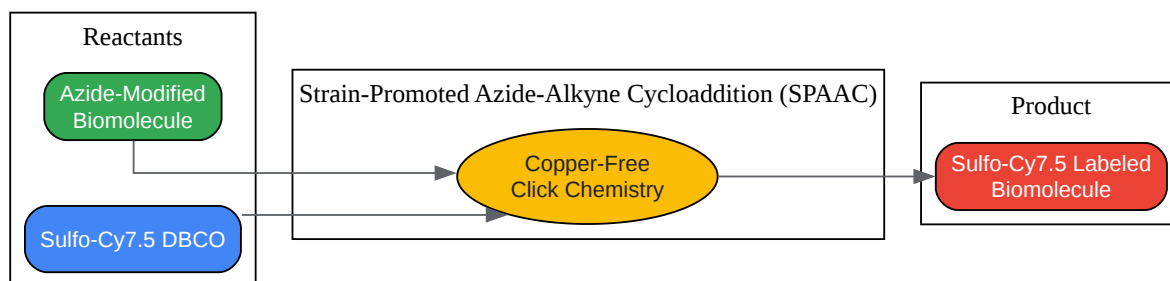 Reactants
Azide-Modified
Biomolecule
Sulfo-Cy7.5 DBCO
Strain-Promoted Azide-Alkyne Cycloaddition (SPAAC)
Copper-Free
Click Chemistry
Product
Sulfo-Cy7.5 Labeled
Biomolecule